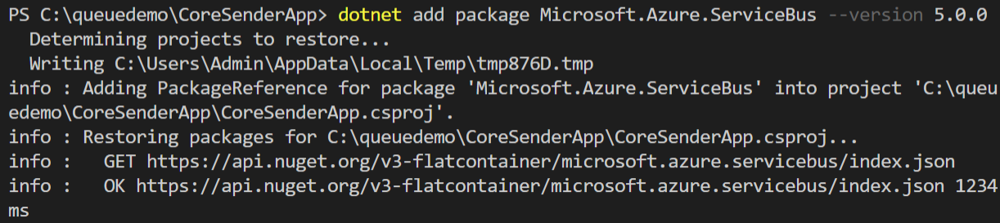 PS C:\queuedemo\CoreSenderApp> dotnet add package Microsoft.Azure.ServiceBus --version 5.0.0
  Determining projects to restore...
  Writing C:\Users\Admin\AppData\Local\Temp\tmp876D.tmp
info : Adding PackageReference for package 'Microsoft.Azure.ServiceBus' into project 'C:\queu
edemo\CoreSenderApp\CoreSenderApp.csproj'.
info : Restoring packages for C:\queuedemo\CoreSenderApp\CoreSenderApp.csproj...
info :   GET https://api.nuget.org/v3-flatcontainer/microsoft.azure.servicebus/index.json
info :   OK https://api.nuget.org/v3-flatcontainer/microsoft.azure.servicebus/index.json 1234
ms